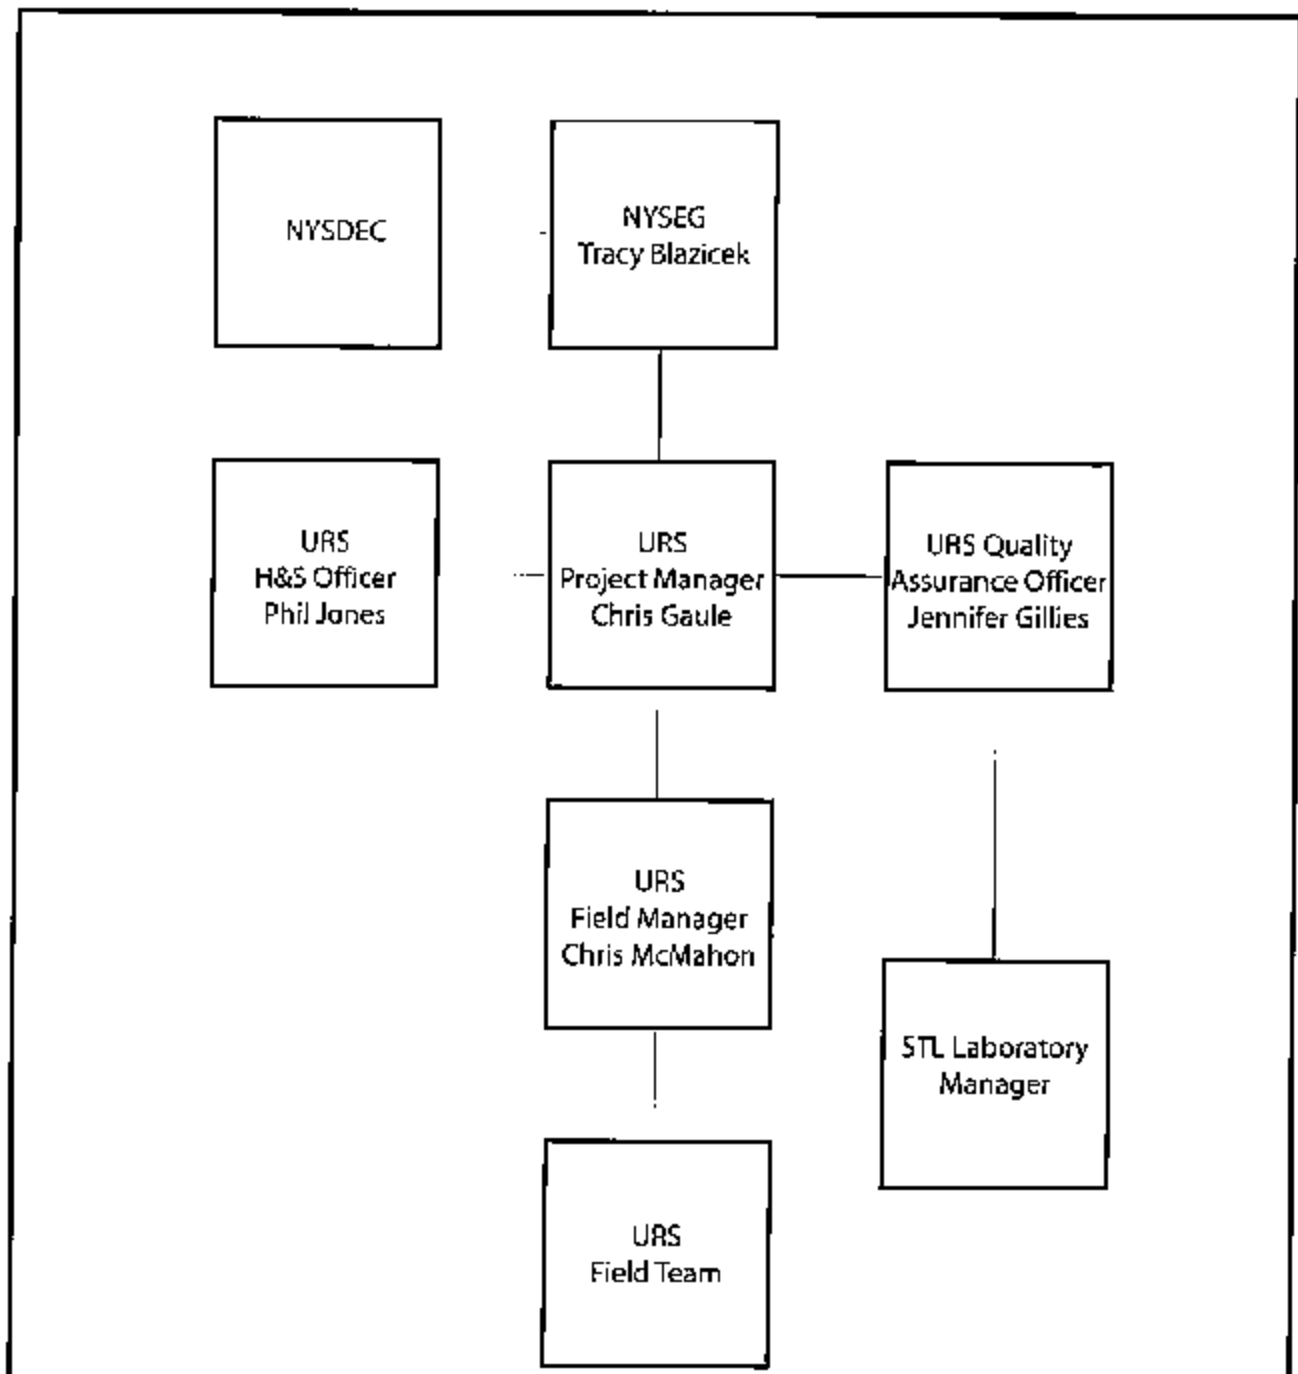 NYSDEC
NYSEG
Tracy Blazicek
URS
H&S Officer
Phil Jones
URS
Project Manager
Chris Gaule
URS Quality
Assurance Officer
Jennifer Gillies
URS
Field Manager
Chris McMahon
STL Laboratory
Manager
URS
Field Team